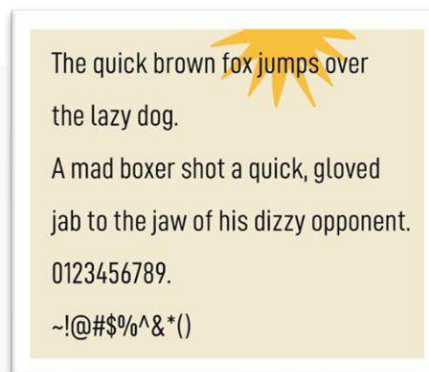 The quick brown fox jumps over
the lazy dog.
A mad boxer shot a quick, gloved
jab to the jaw of his dizzy opponent.
0123456789.
~!@#$%^&*()